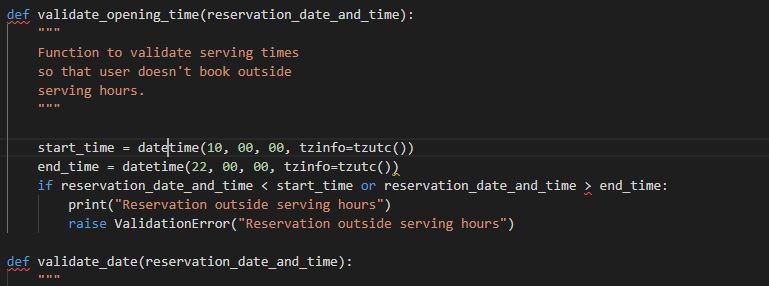 def validate_opening_time(reservation_date_and_time):
    """
    Function to validate serving times
    so that user doesn't book outside
    serving hours.
    """
    start_time = datetime(10, 00, 00, tzinfo=tzutc())
    end_time = datetime(22, 00, 00, tzinfo=tzutc())
    if reservation_date_and_time < start_time or reservation_date_and_time > end_time:
        print("Reservation outside serving hours")
        raise ValidationError("Reservation outside serving hours")
def validate_date(reservation_date_and_time):
    """